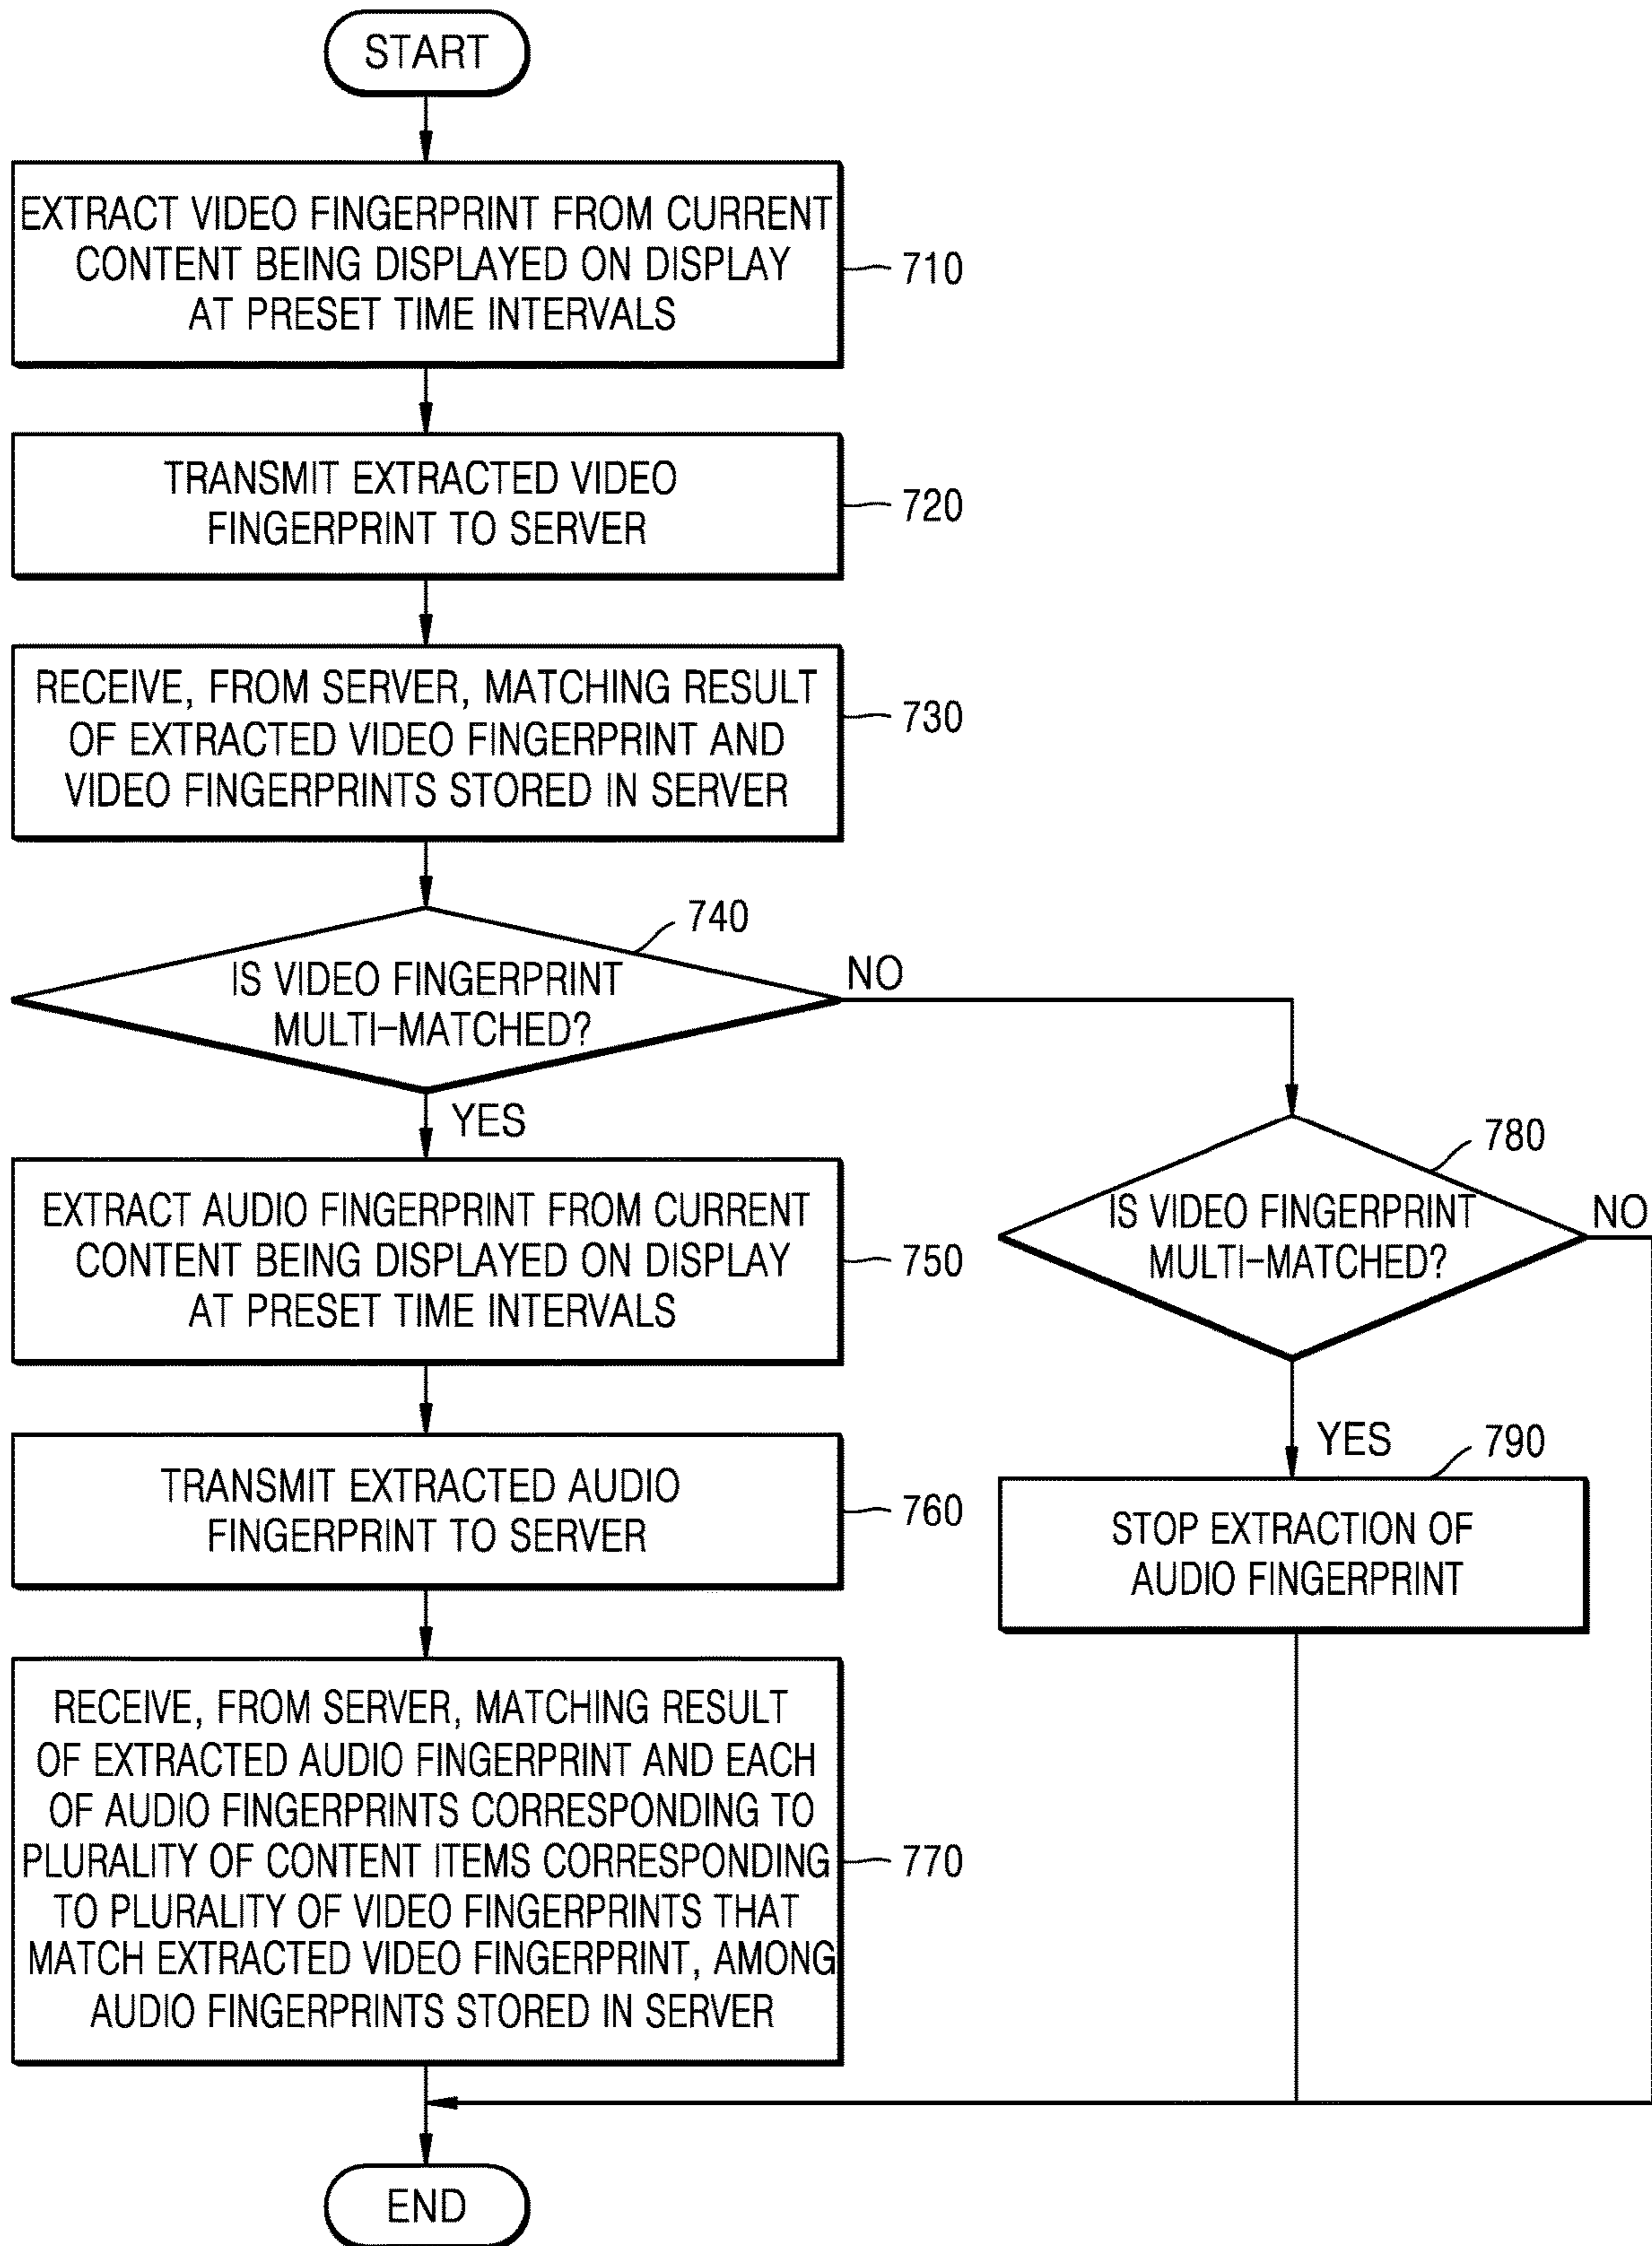 START
EXTRACT VIDEO FINGERPRINT FROM CURRENT
CONTENT BEING DISPLAYED ON DISPLAY
AT PRESET TIME INTERVALS
710
TRANSMIT EXTRACTED VIDEO
FINGERPRINT TO SERVER
720
RECEIVE, FROM SERVER, MATCHING RESULT
OF EXTRACTED VIDEO FINGERPRINT AND
VIDEO FINGERPRINTS STORED IN SERVER
730
740
IS VIDEO FINGERPRINT
MULTI-MATCHED?
NO
YES
EXTRACT AUDIO FINGERPRINT FROM CURRENT
CONTENT BEING DISPLAYED ON DISPLAY
AT PRESET TIME INTERVALS
750
TRANSMIT EXTRACTED AUDIO
FINGERPRINT TO SERVER
760
RECEIVE, FROM SERVER, MATCHING RESULT
OF EXTRACTED AUDIO FINGERPRINT AND EACH
OF AUDIO FINGERPRINTS CORRESPONDING TO
PLURALITY OF CONTENT ITEMS CORRESPONDING
TO PLURALITY OF VIDEO FINGERPRINTS THAT
MATCH EXTRACTED VIDEO FINGERPRINT, AMONG
AUDIO FINGERPRINTS STORED IN SERVER
770
780
IS VIDEO FINGERPRINT
MULTI-MATCHED?
NO
YES
790
STOP EXTRACTION OF
AUDIO FINGERPRINT
END